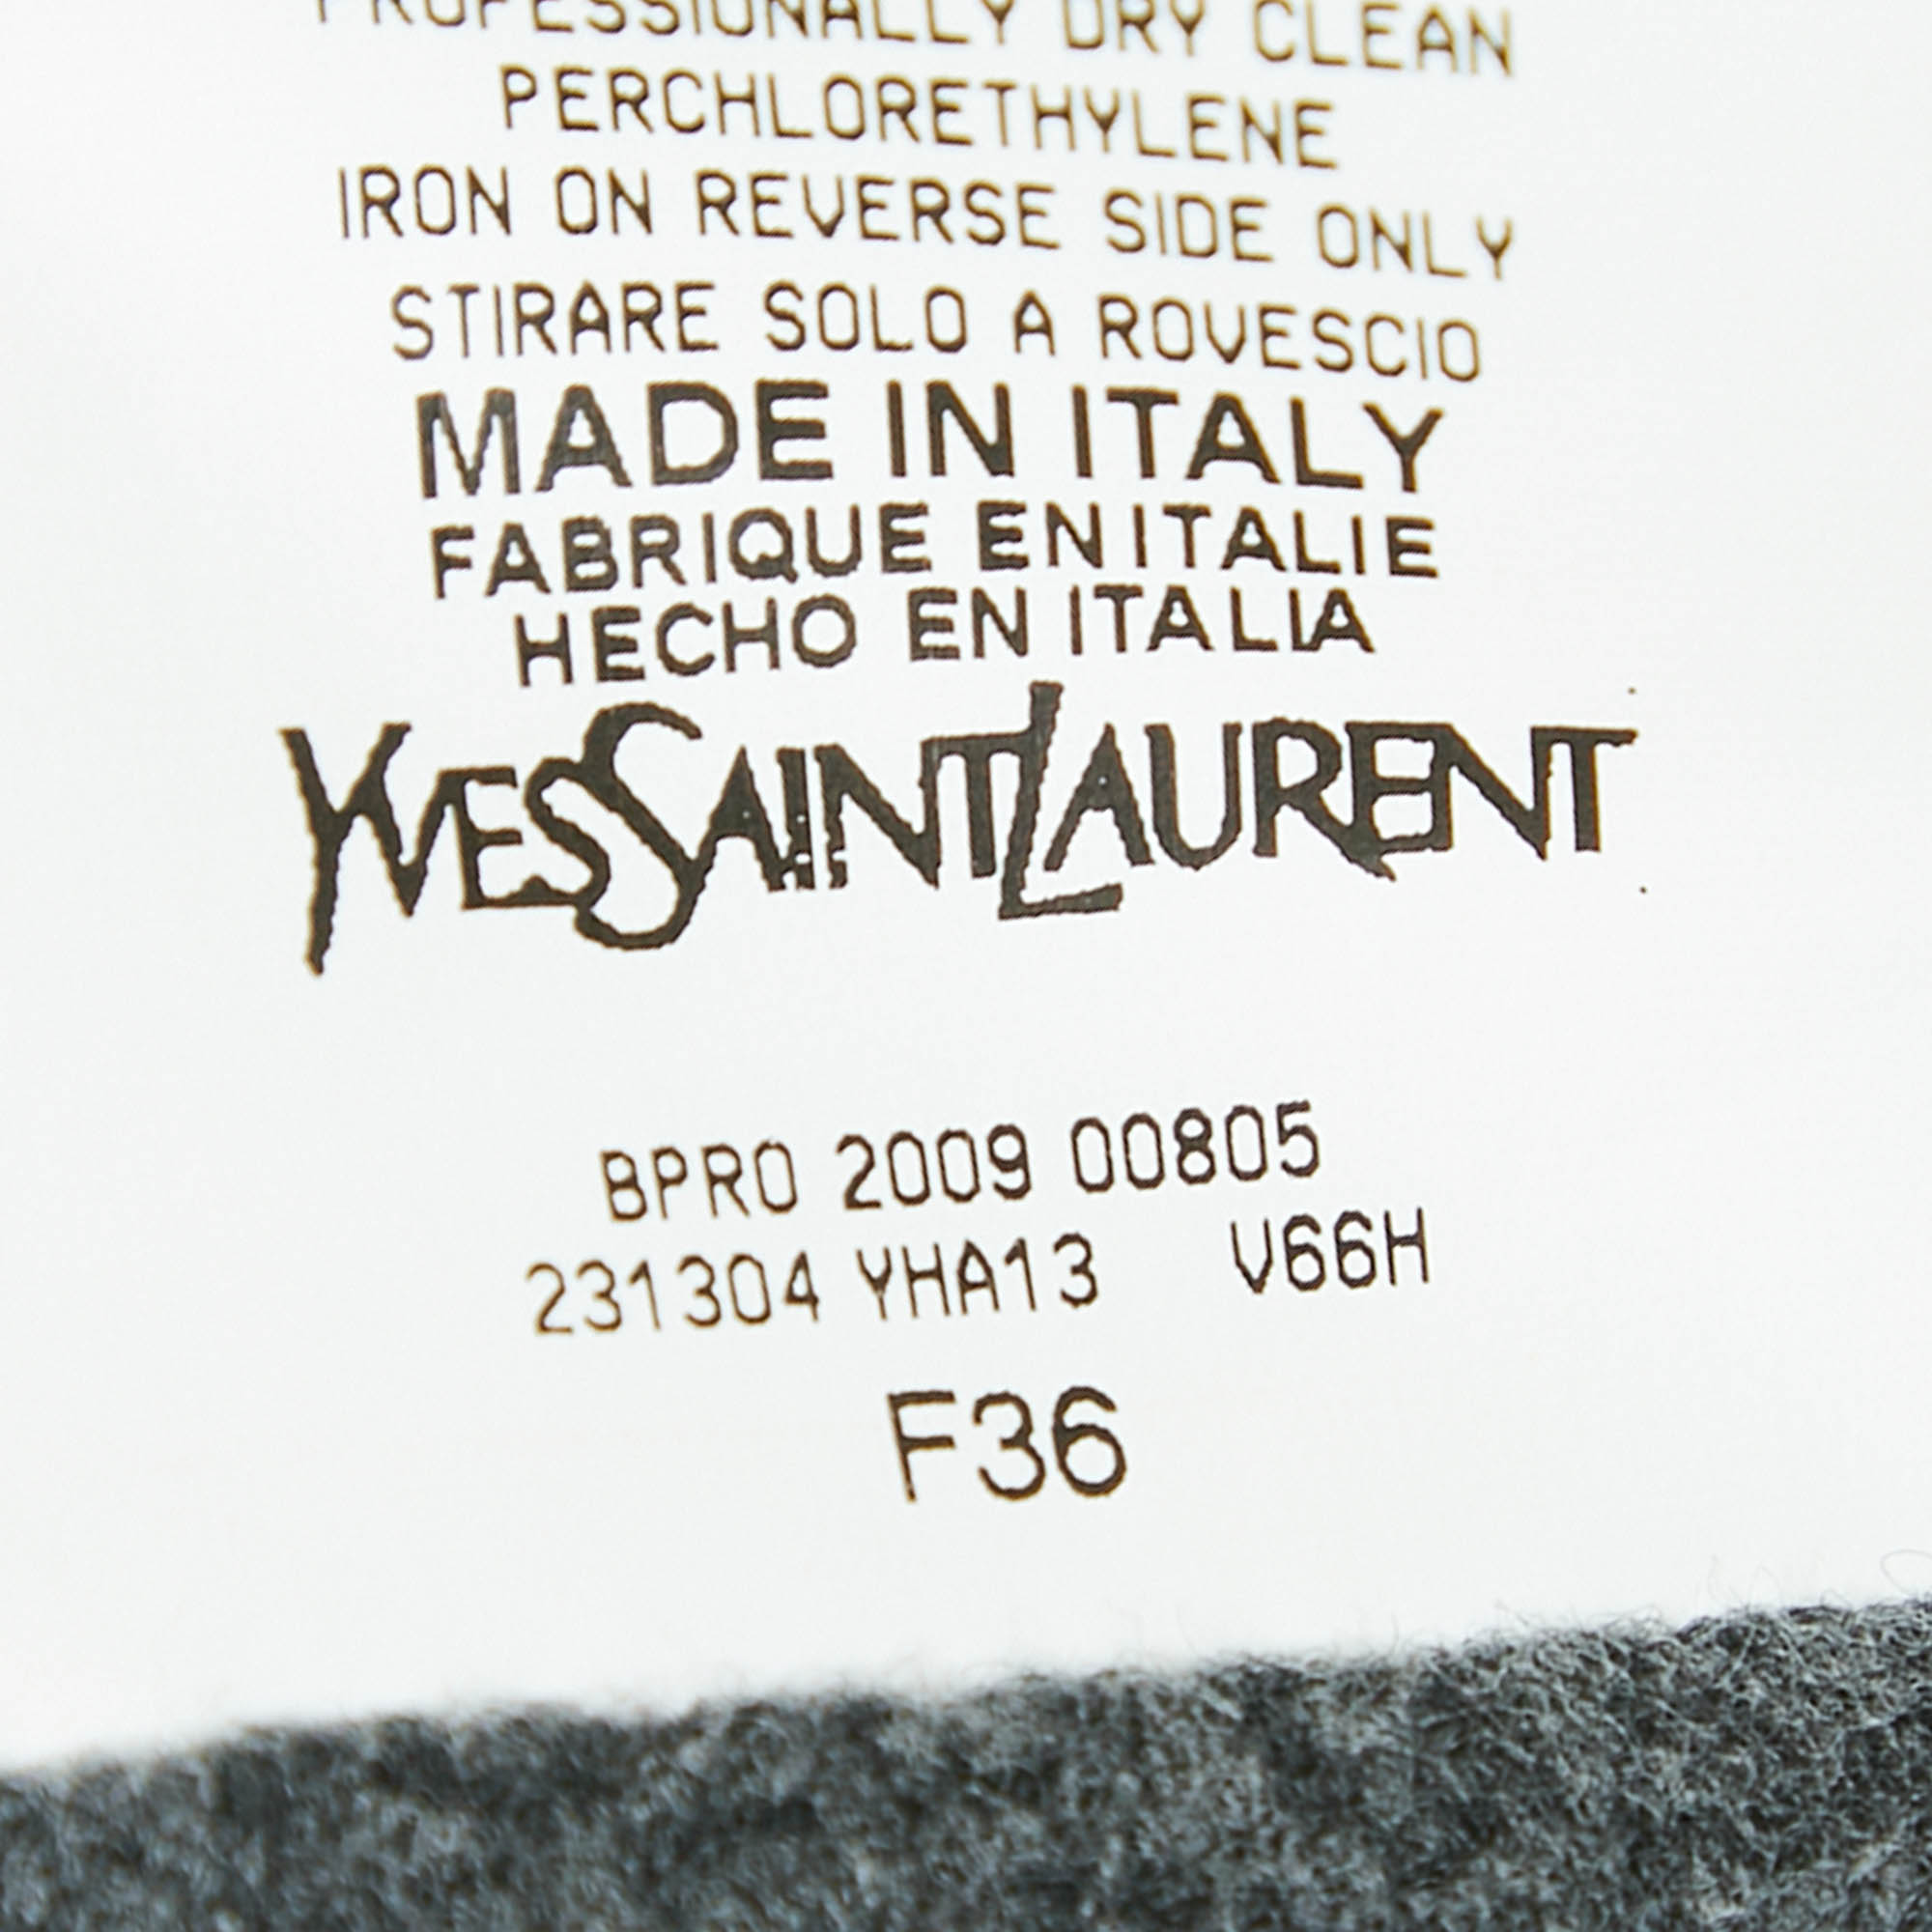 PROFESSIONALLY DRY CLEAN
PERCHLORETHYLENE
IRON ON REVERSE SIDE ONLY
STIRARE SOLO A ROVESCIO
MADE IN ITALY
FABRIQUE EN ITALIE
HECHO EN ITALIA
YVESSAINTLAURENT
BPRO 2009 00805
231304 YHA13 V66H
F36